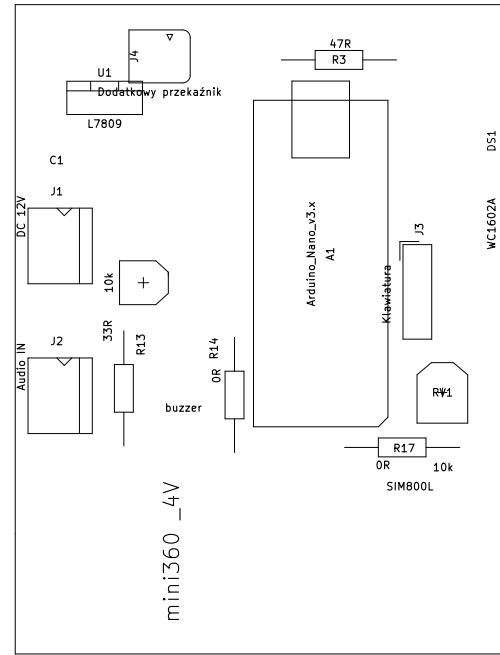 47R
R3
J4
U1
Dodatkowy przekaźnik
L7809
DS1
C1
J1
DC 12V
WC1602A
Arduino_Nano_v3.x
A1
J3
Klawiatura
10k
33R
R13
R14
0R
J2
Audio IN
buzzer
RV1
R17
0R
10k
SIM800L
mini360 _4V